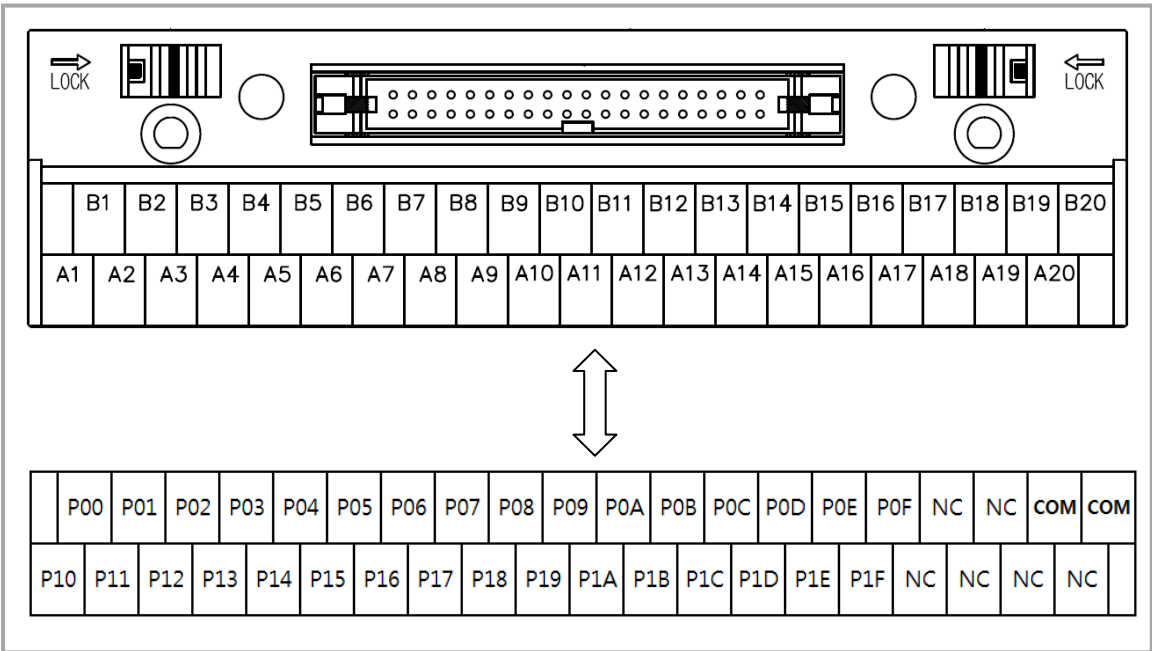 LOCK LOCK
B1 B2 B3 B4 B5 B6 B7 B8 B9 B10 B11 B12 B13 B14 B15 B16 B17 B18 B19 B20
A1 A2 A3 A4 A5 A6 A7 A8 A9 A10 A11 A12 A13 A14 A15 A16 A17 A18 A19 A20
P00 P01 P02 P03 P04 P05 P06 P07 P08 P09 P0A P0B P0C P0D P0E P0F NC NC COM COM
P10 P11 P12 P13 P14 P15 P16 P17 P18 P19 P1A P1B P1C P1D P1E P1F NC NC NC NC